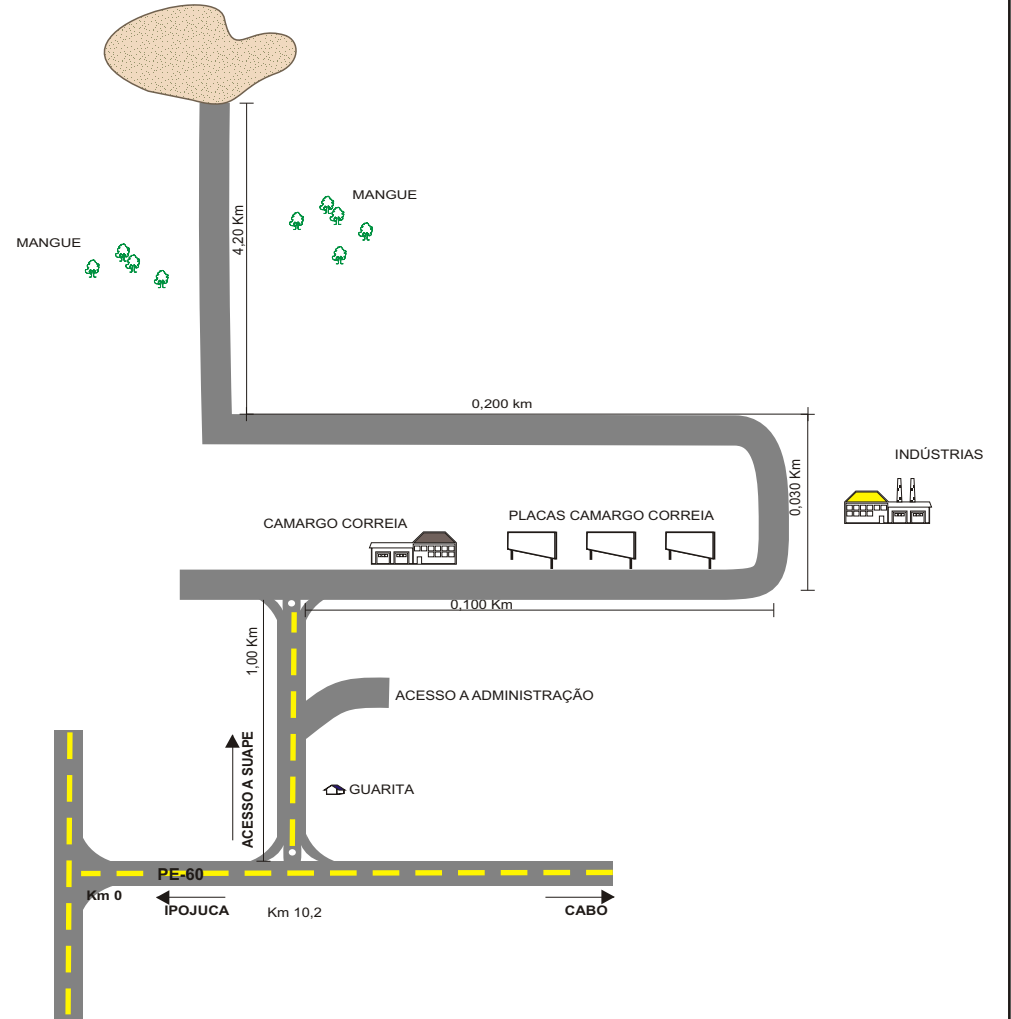 MANGUE
MANGUE
4,20 Km
0,200 km
0,030 Km
INDÚSTRIAS
CAMARGO CORREIA
PLACAS CAMARGO CORREIA
0,100 Km
1,00 Km
ACESSO A ADMINISTRAÇÃO
ACESSO A SUAPE
GUARITA
PE-60
Km 0
IPOJUCA
Km 10,2
CABO